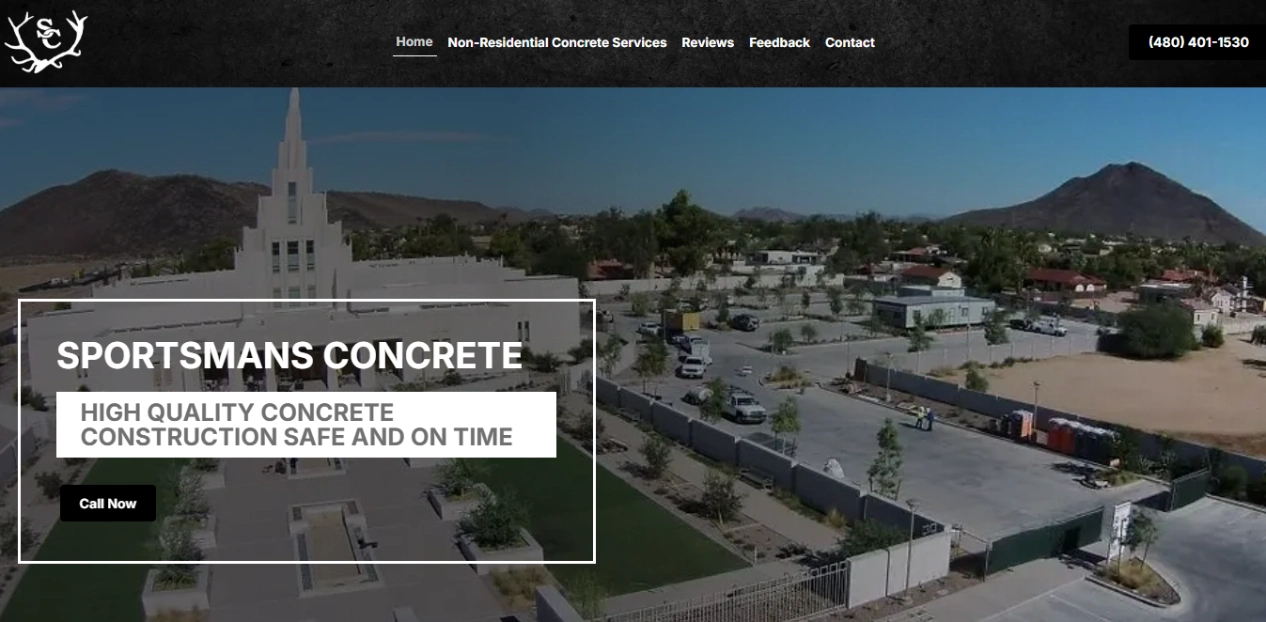 SC
Home Non-Residential Concrete Services Reviews Feedback Contact
(480) 401-1530
SPORTSMANS CONCRETE
HIGH QUALITY CONCRETE
CONSTRUCTION SAFE AND ON TIME
Call Now